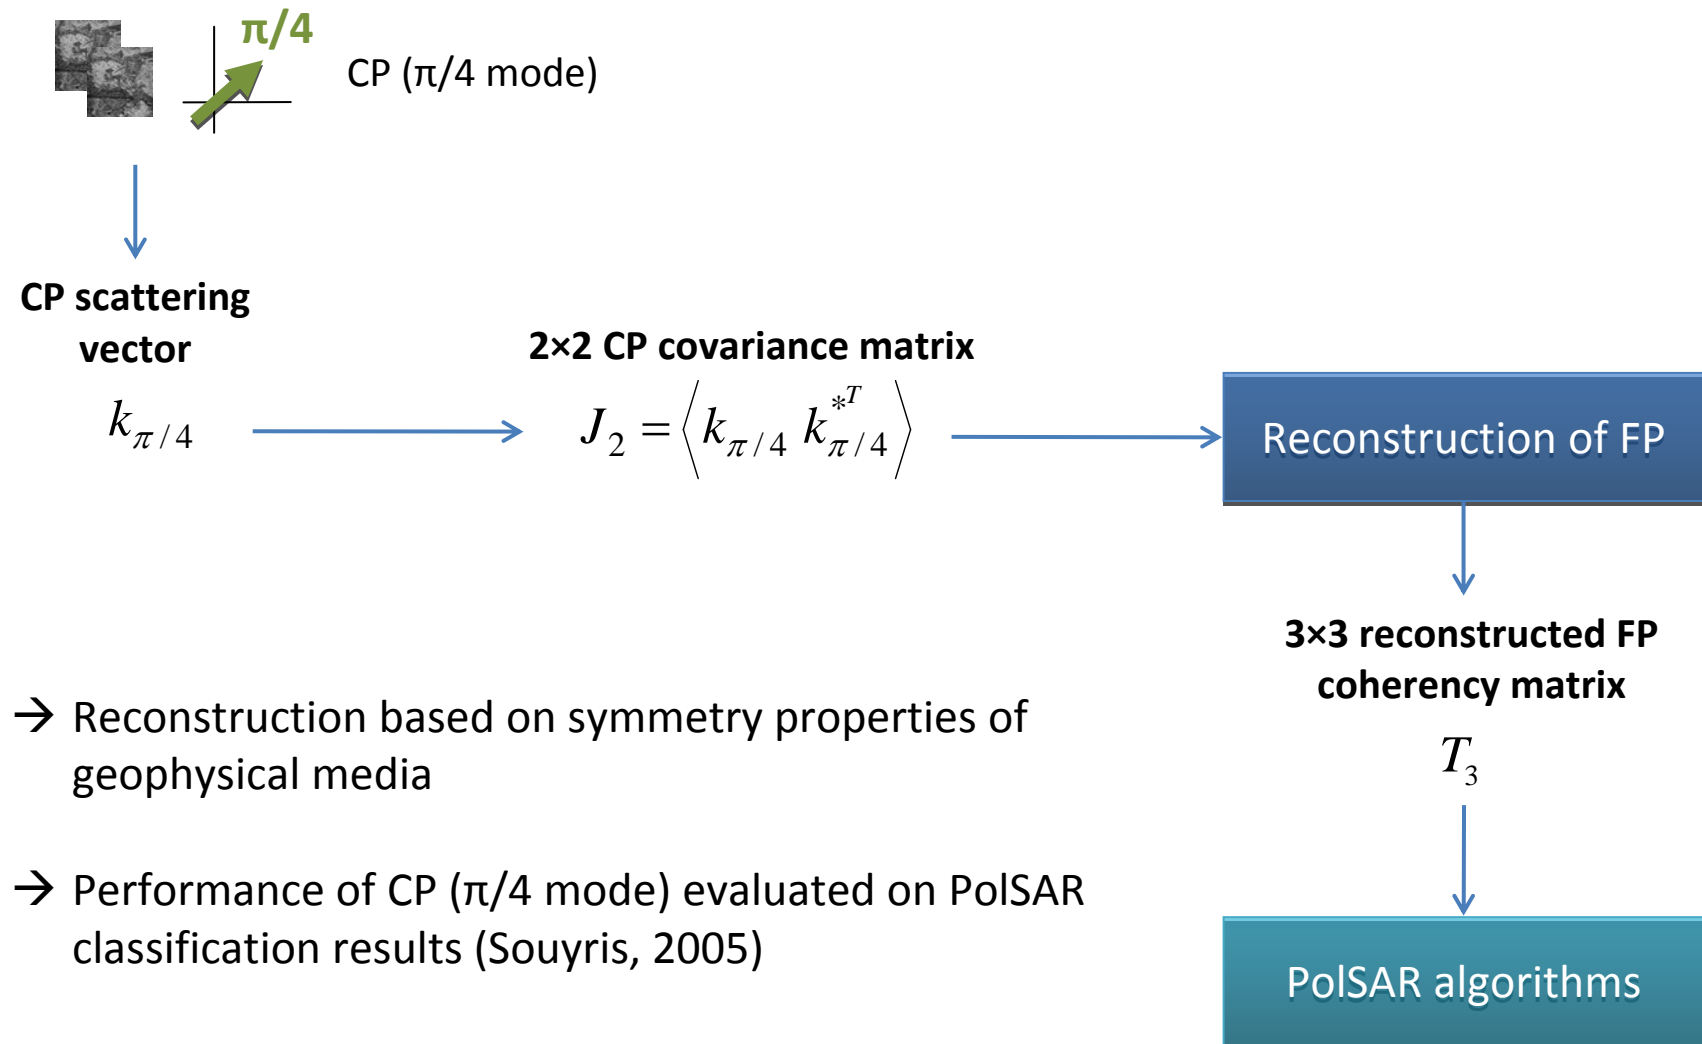 π/4
CP (π/4 mode)
CP scattering
vector
k_{π/4}
2×2 CP covariance matrix
J_2 = ⟨k_{π/4} k_{π/4}^{*T}⟩
Reconstruction of FP
3×3 reconstructed FP
coherency matrix
T_3
→ Reconstruction based on symmetry properties of
geophysical media
→ Performance of CP (π/4 mode) evaluated on PolSAR
classification results (Souyris, 2005)
PolSAR algorithms